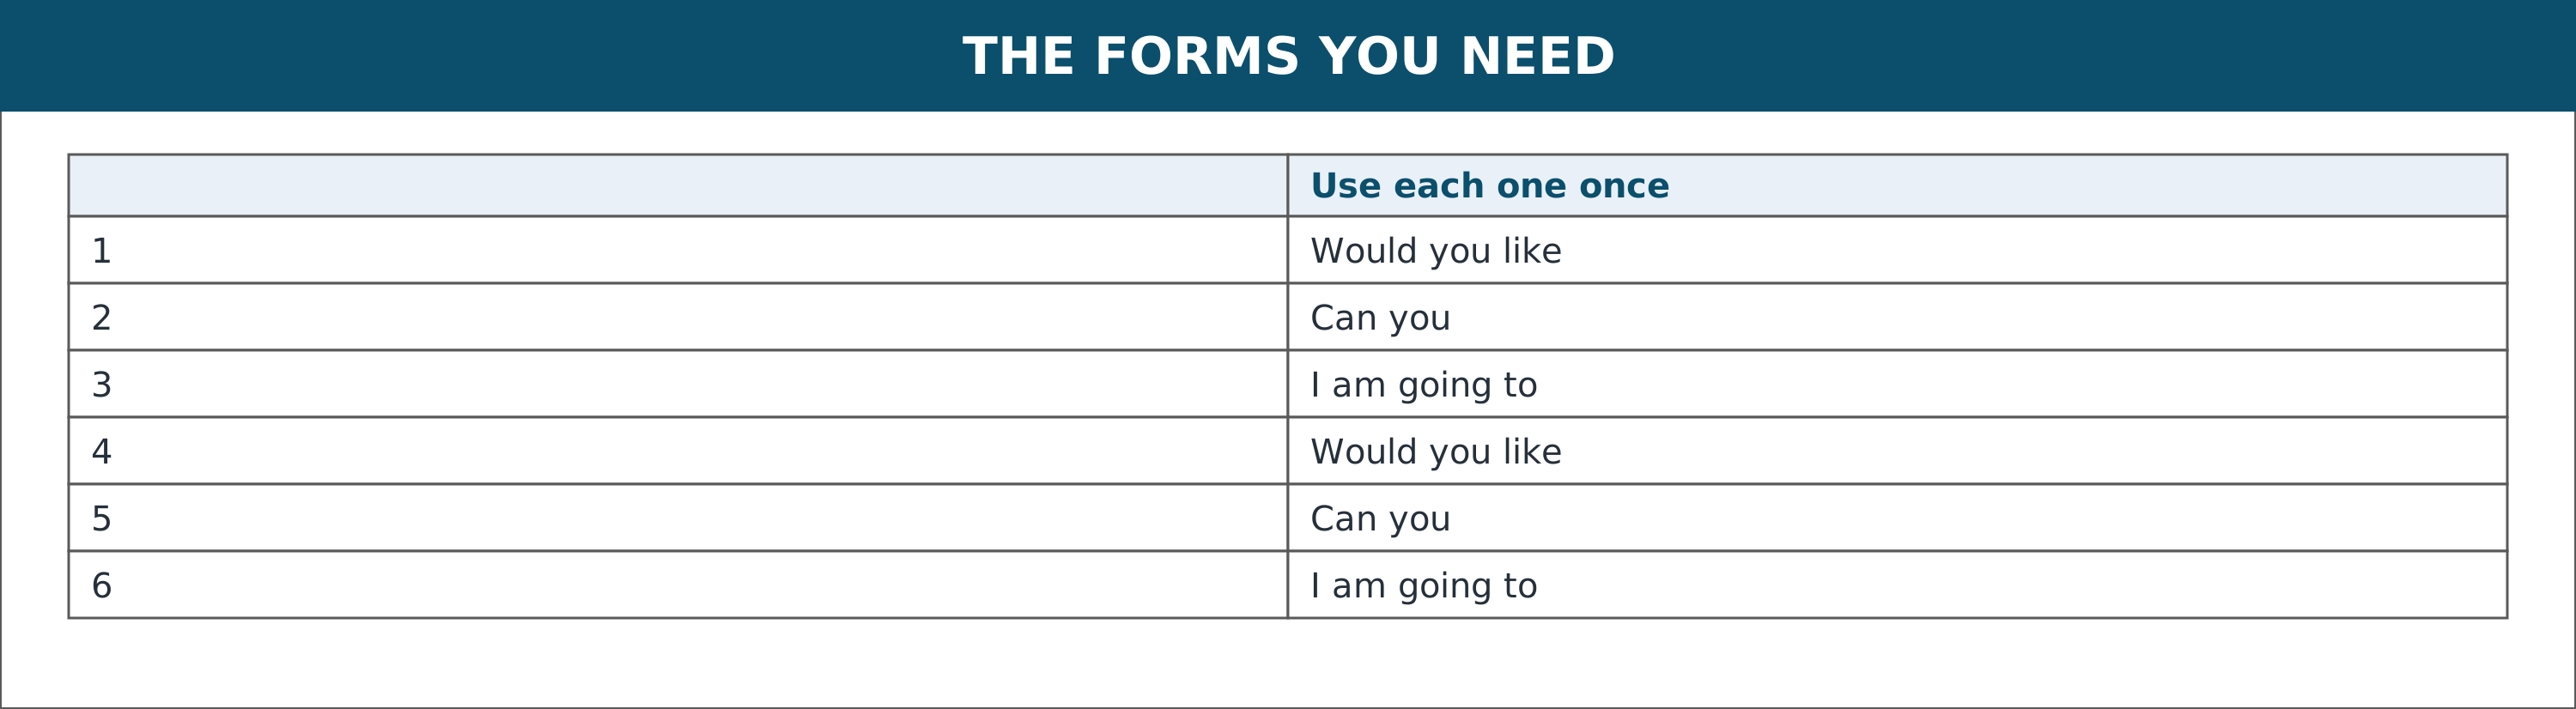 THE FORMS YOU NEED
Use each one once
1 Would you like
2 Can you
3 I am going to
4 Would you like
5 Can you
6 I am going to